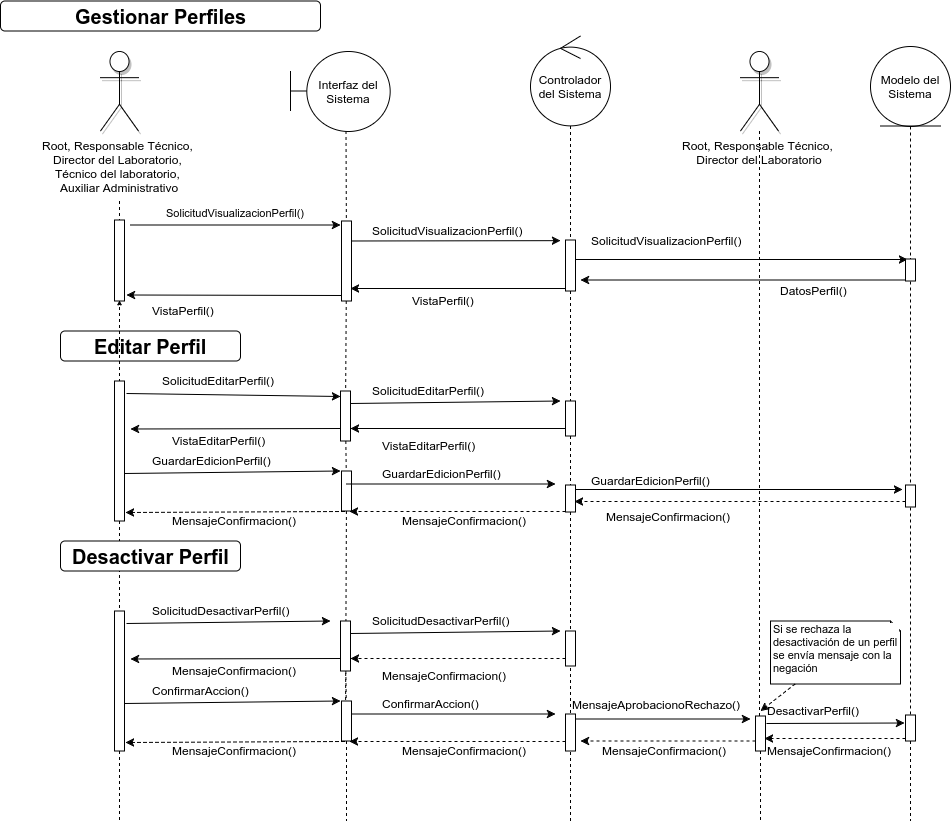 Gestionar Perfiles
Interfaz del
Sistema
Controlador
del Sistema
Modelo del
Sistema
Root, Responsable Técnico,
Director del Laboratorio,
Técnico del laboratorio,
Auxiliar Administrativo
Root, Responsable Técnico,
Director del Laboratorio
SolicitudVisualizacionPerfil()
SolicitudVisualizacionPerfil()
SolicitudVisualizacionPerfil()
DatosPerfil()
VistaPerfil()
VistaPerfil()
Editar Perfil
SolicitudEditarPerfil()
SolicitudEditarPerfil()
VistaEditarPerfil()
VistaEditarPerfil()
GuardarEdicionPerfil()
GuardarEdicionPerfil()
GuardarEdicionPerfil()
MensajeConfirmacion()
MensajeConfirmacion()
MensajeConfirmacion()
Desactivar Perfil
SolicitudDesactivarPerfil()
SolicitudDesactivarPerfil()
Si se rechaza la
desactivación de un perfil
se envía mensaje con la
negación
MensajeConfirmacion()
MensajeConfirmacion()
ConfirmarAccion()
ConfirmarAccion()
MensajeAprobacionoRechazo()
DesactivarPerfil()
MensajeConfirmacion()
MensajeConfirmacion()
MensajeConfirmacion()
MensajeConfirmacion()